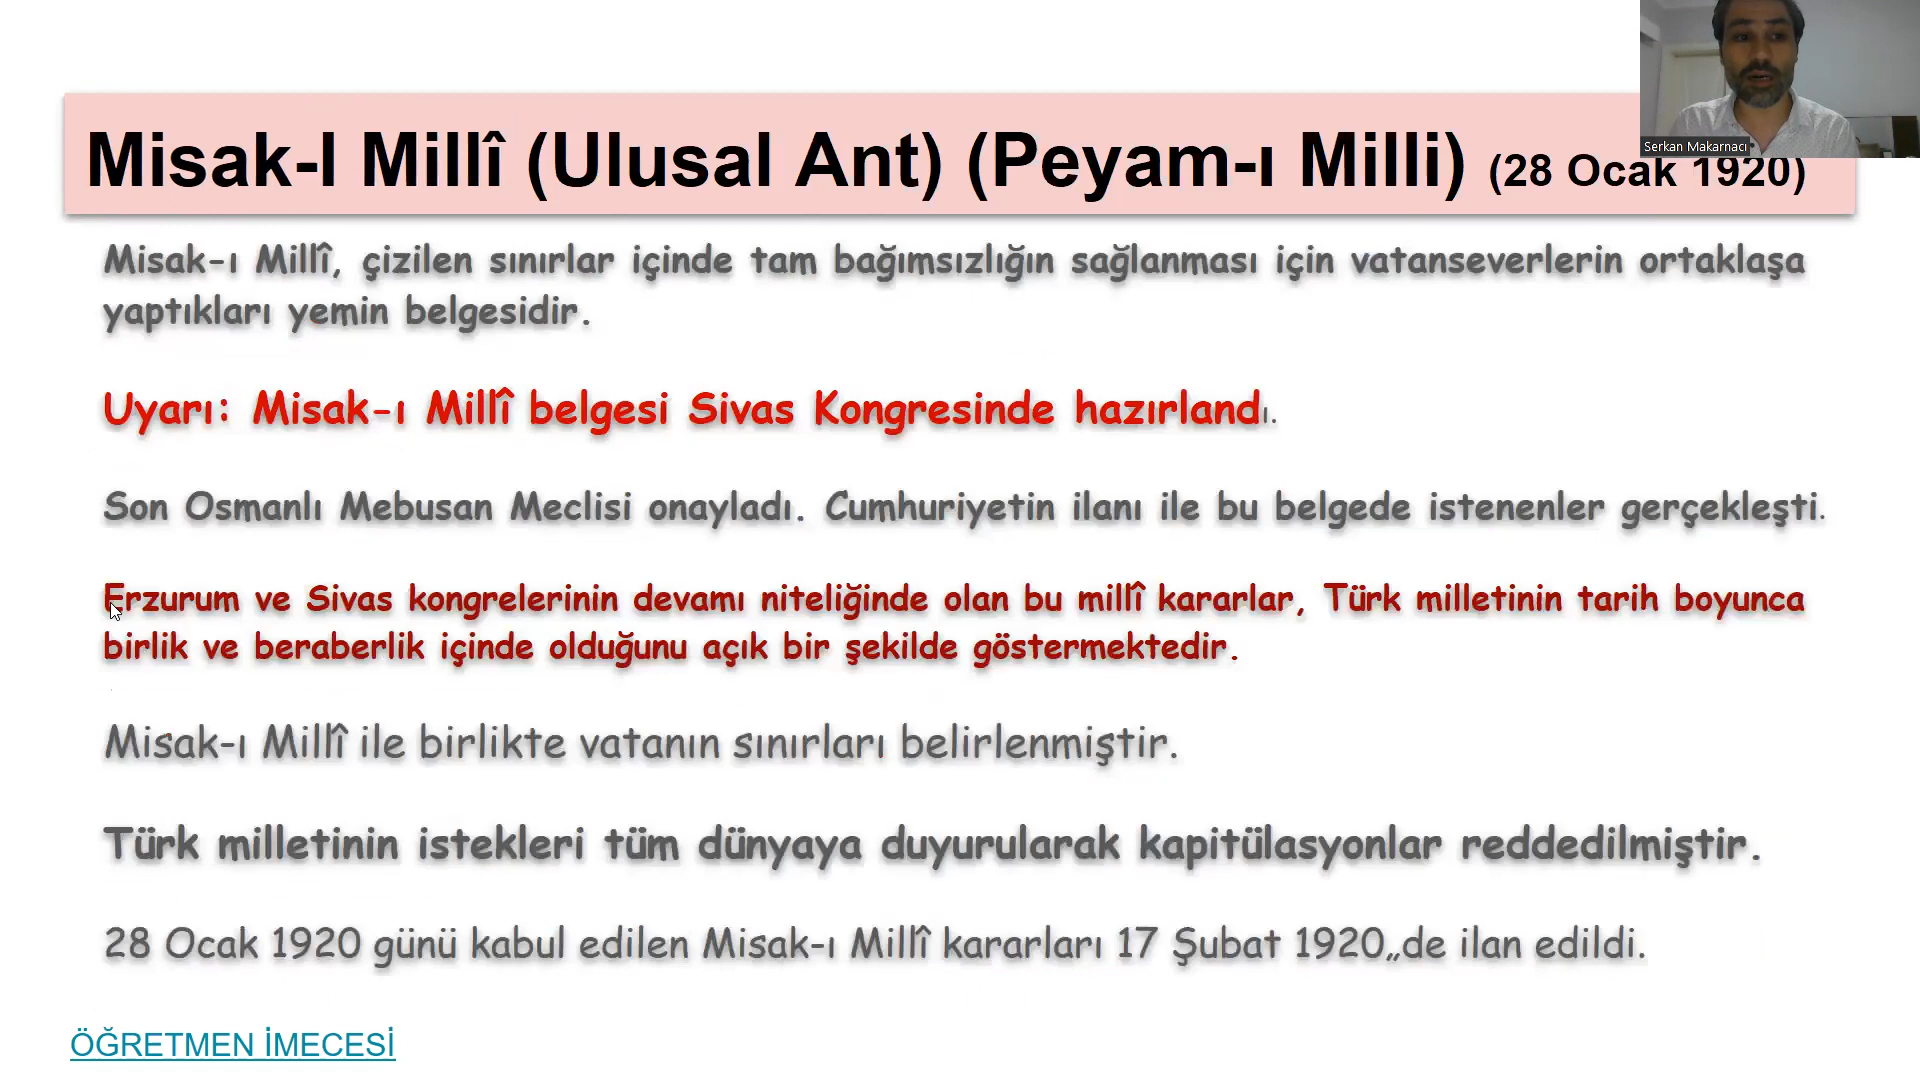 Misak-I Millî (Ulusal Ant) (Peyam-ı Milli) (28 Ocak 1920)
Serkan Makarnacı
Misak-ı Millî, çizilen sınırlar içinde tam bağımsızlığın sağlanması için vatanseverlerin ortaklaşa
yaptıkları yemin belgesidir.
Uyarı: Misak-ı Millî belgesi Sivas Kongresinde hazırlandı.
Son Osmanlı Mebusan Meclisi onayladı. Cumhuriyetin ilanı ile bu belgede istenenler gerçekleşti.
Erzurum ve Sivas kongrelerinin devamı niteliğinde olan bu millî kararlar, Türk milletinin tarih boyunca
birlik ve beraberlik içinde olduğunu açık bir şekilde göstermektedir.
Misak-ı Millî ile birlikte vatanın sınırları belirlenmiştir.
Türk milletinin istekleri tüm dünyaya duyurularak kapitülasyonlar reddedilmiştir.
28 Ocak 1920 günü kabul edilen Misak-ı Millî kararları 17 Şubat 1920„de ilan edildi.
ÖĞRETMEN İMECESİ